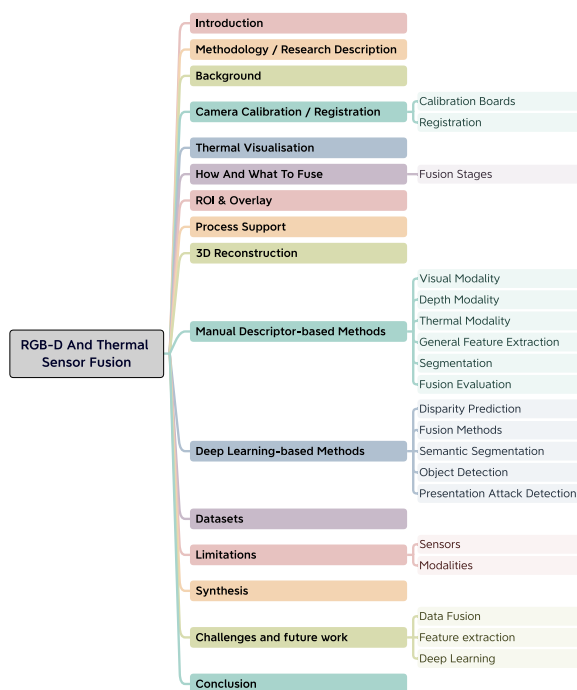 RGB-D And Thermal
Sensor Fusion
Introduction
Methodology / Research Description
Background
Camera Calibration / Registration
Calibration Boards
Registration
Thermal Visualisation
How And What To Fuse
Fusion Stages
ROI & Overlay
Process Support
3D Reconstruction
Manual Descriptor-based Methods
Visual Modality
Depth Modality
Thermal Modality
General Feature Extraction
Segmentation
Fusion Evaluation
Deep Learning-based Methods
Disparity Prediction
Fusion Methods
Semantic Segmentation
Object Detection
Presentation Attack Detection
Datasets
Limitations
Sensors
Modalities
Synthesis
Challenges and future work
Data Fusion
Feature extraction
Deep Learning
Conclusion